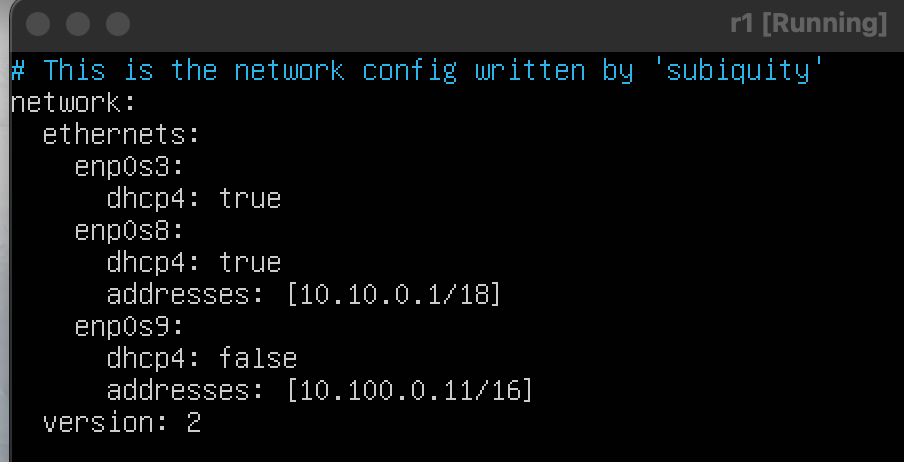 r1 [Running]
# This is the network config written by 'subiquity'
network:
  ethernets:
    enp0s3:
      dhcp4: true
    enp0s8:
      dhcp4: true
      addresses: [10.10.0.1/18]
    enp0s9:
      dhcp4: false
      addresses: [10.100.0.11/16]
  version: 2